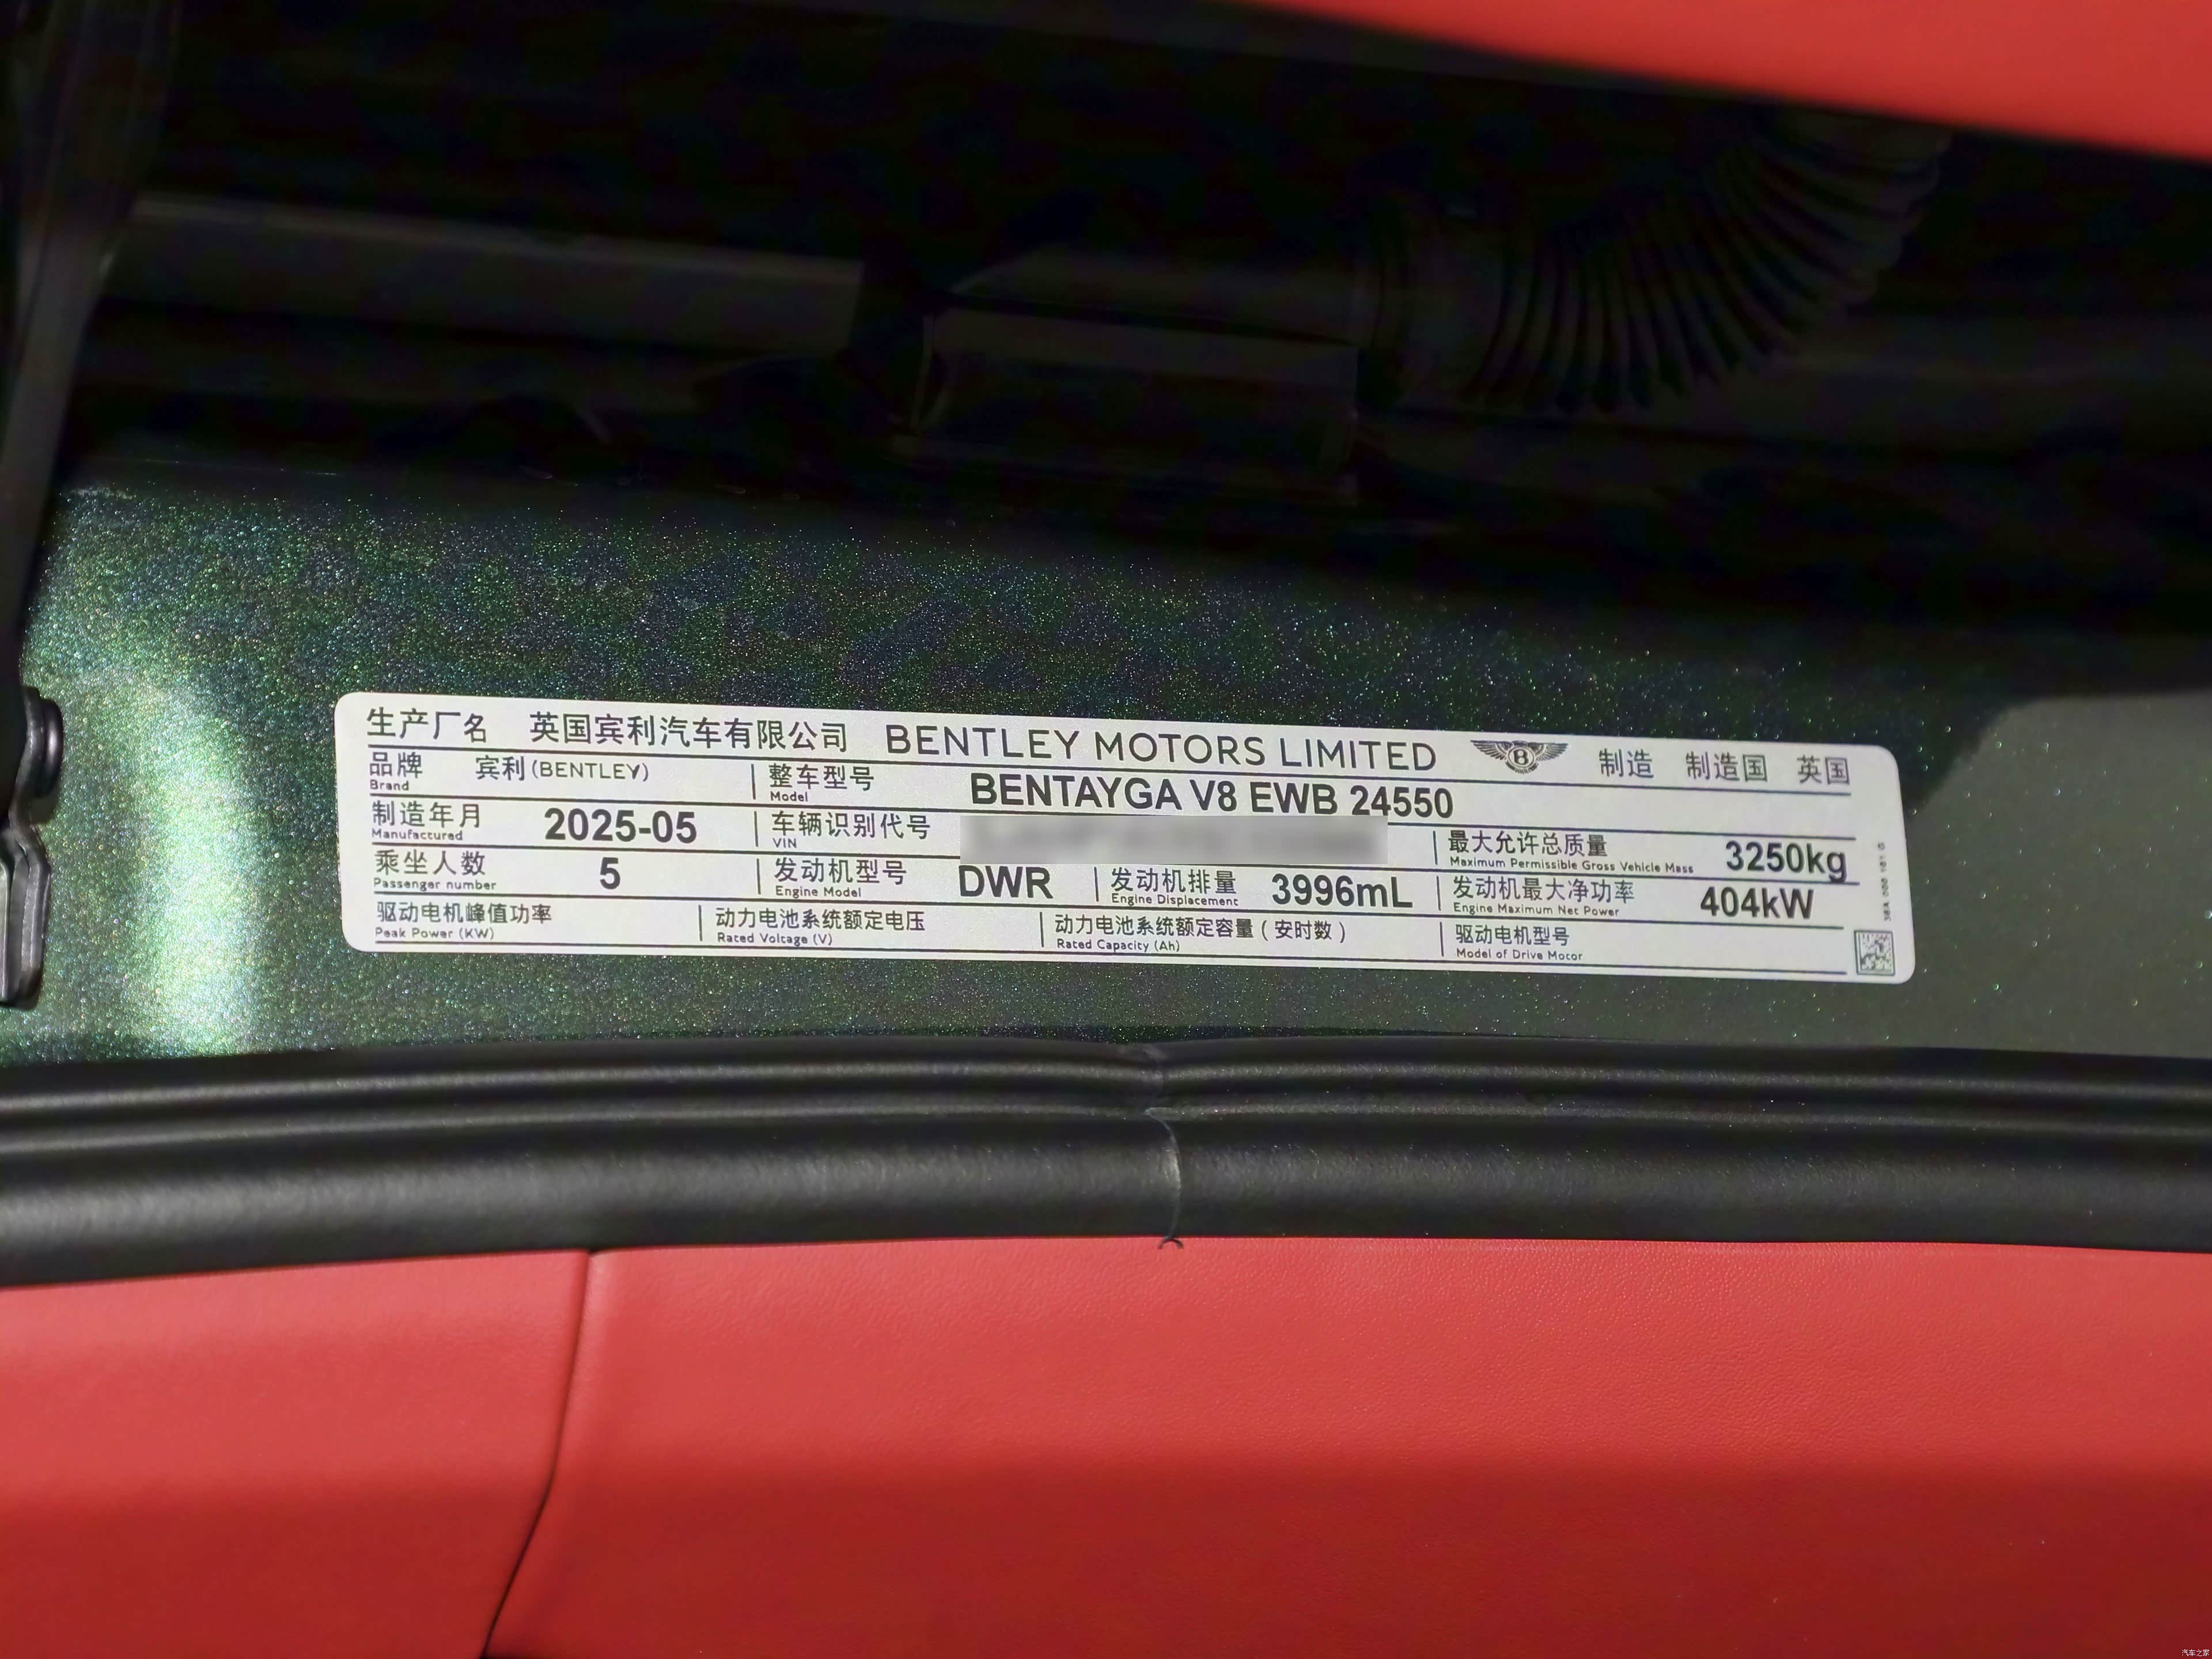 生产厂名 英国宾利汽车有限公司 BENTLEY MOTORS LIMITED B 制造 制造国 英国
品牌 宾利(BENTLEY) 整车型号 BENTAYGA V8 EWB 24550
Brand Model
制造年月 2025-05 车辆识别代号 最大允许总质量 3250kg
Manufactured VIN Maximum Permissible Gross Vehicle Mass
乘坐人数 5 发动机型号 DWR 发动机排量 3996mL 发动机最大净功率 404kW
Passenger number Engine Model Engine Displacement Engine Maximum Net Power
驱动电机峰值功率 动力电池系统额定电压 动力电池系统额定容量(安时数) 驱动电机型号
Peak Power (KW) Rated Voltage (V) Rated Capacity (Ah) Model of Drive Motor
汽车之家